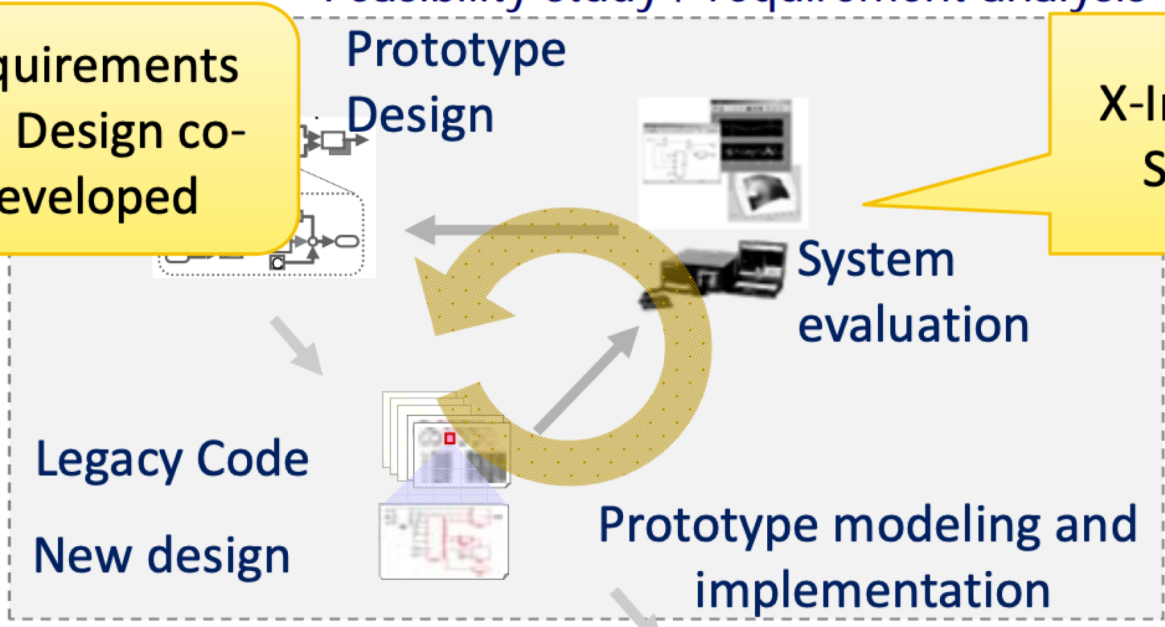 Prototype
Design
quirements
Design co-
eveloped
X-I
S
System
evaluation
Legacy Code
New design
Prototype modeling and
implementation